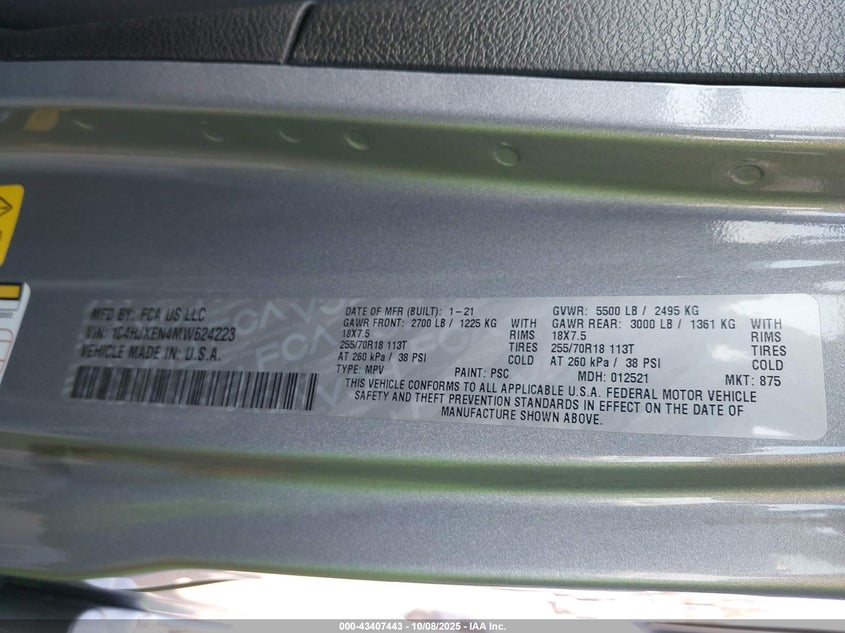 MFD BY: FCA US LLC
VIN: 1C4HJXEN4MW624223
VEHICLE MADE IN: U.S.A.
DATE OF MFR (BUILT): 1-21
GAWR FRONT: 2700 LB / 1225 KG WITH
18X7.5 RIMS
255/70R18 113T TIRES
AT 260 kPa / 38 PSI COLD
TYPE: MPV PAINT: PSC
GVWR: 5500 LB / 2495 KG
GAWR REAR: 3000 LB / 1361 KG WITH
18X7.5 RIMS
255/70R18 113T TIRES
AT 260 kPa / 38 PSI COLD
MDH: 012521 MKT: 875
THIS VEHICLE CONFORMS TO ALL APPLICABLE U.S.A. FEDERAL MOTOR VEHICLE
SAFETY AND THEFT PREVENTION STANDARDS IN EFFECT ON THE DATE OF
MANUFACTURE SHOWN ABOVE.
000-43407443 - 10/08/2025 - IAA Inc.